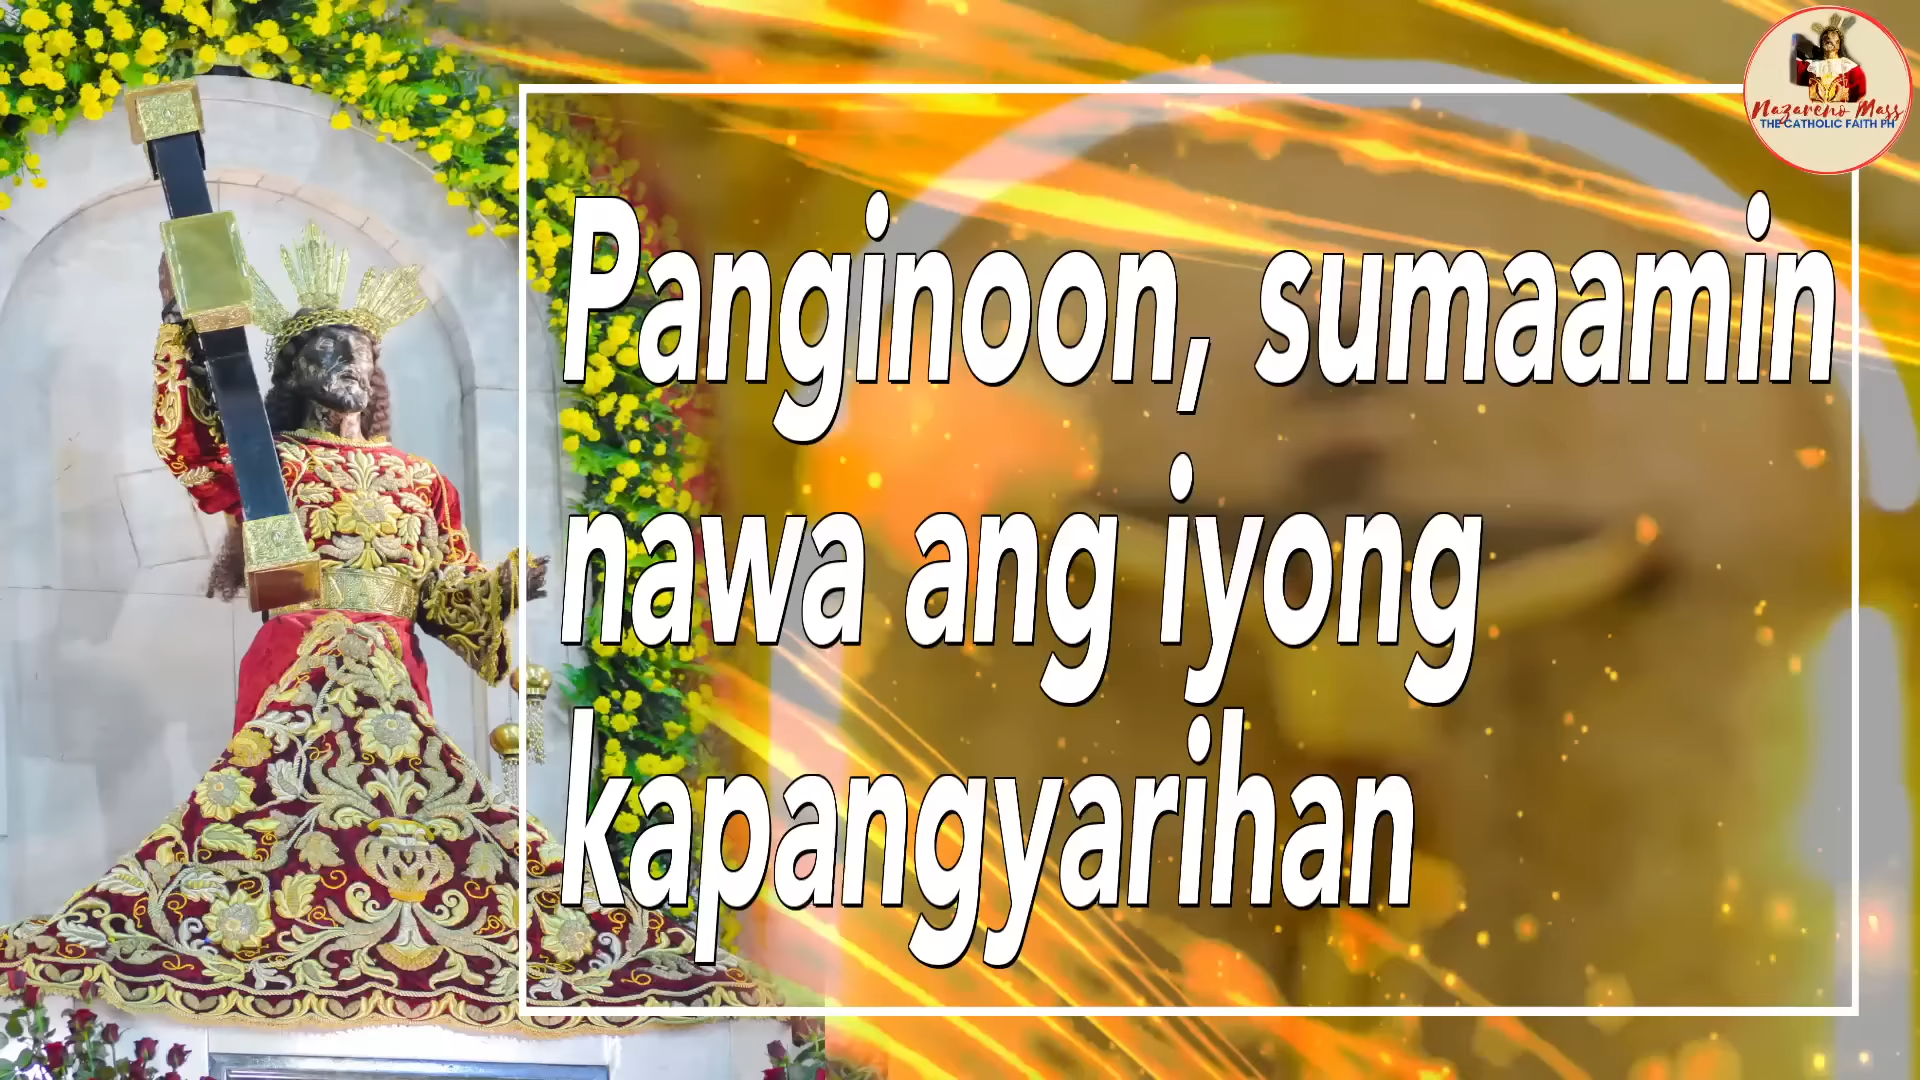 Panginoon, sumaamin
nawa ang iyong
kapangyarihan
Nazareno Mass
THE CATHOLIC FAITH PH